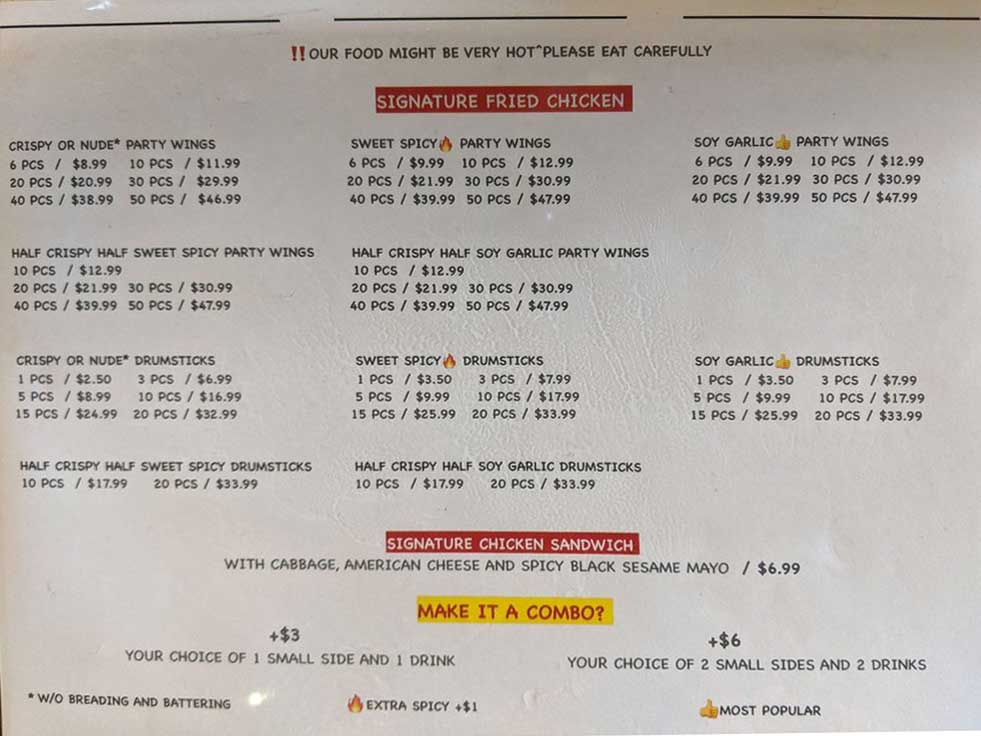 ‼️OUR FOOD MIGHT BE VERY HOT^PLEASE EAT CAREFULLY
SIGNATURE FRIED CHICKEN
CRISPY OR NUDE* PARTY WINGS
6 PCS / $8.99 10 PCS / $11.99
20 PCS / $20.99 30 PCS / $29.99
40 PCS / $38.99 50 PCS / $46.99
SWEET SPICY🔥 PARTY WINGS
6 PCS / $9.99 10 PCS / $12.99
20 PCS / $21.99 30 PCS / $30.99
40 PCS / $39.99 50 PCS / $47.99
SOY GARLIC👍 PARTY WINGS
6 PCS / $9.99 10 PCS / $12.99
20 PCS / $21.99 30 PCS / $30.99
40 PCS / $39.99 50 PCS / $47.99
HALF CRISPY HALF SWEET SPICY PARTY WINGS
10 PCS / $12.99
20 PCS / $21.99 30 PCS / $30.99
40 PCS / $39.99 50 PCS / $47.99
HALF CRISPY HALF SOY GARLIC PARTY WINGS
10 PCS / $12.99
20 PCS / $21.99 30 PCS / $30.99
40 PCS / $39.99 50 PCS / $47.99
CRISPY OR NUDE* DRUMSTICKS
1 PCS / $2.50 3 PCS / $6.99
5 PCS / $8.99 10 PCS / $16.99
15 PCS / $24.99 20 PCS / $32.99
SWEET SPICY🔥 DRUMSTICKS
1 PCS / $3.50 3 PCS / $7.99
5 PCS / $9.99 10 PCS / $17.99
15 PCS / $25.99 20 PCS / $33.99
SOY GARLIC👍 DRUMSTICKS
1 PCS / $3.50 3 PCS / $7.99
5 PCS / $9.99 10 PCS / $17.99
15 PCS / $25.99 20 PCS / $33.99
HALF CRISPY HALF SWEET SPICY DRUMSTICKS
10 PCS / $17.99 20 PCS / $33.99
HALF CRISPY HALF SOY GARLIC DRUMSTICKS
10 PCS / $17.99 20 PCS / $33.99
SIGNATURE CHICKEN SANDWICH
WITH CABBAGE, AMERICAN CHEESE AND SPICY BLACK SESAME MAYO / $6.99
MAKE IT A COMBO?
+$3
YOUR CHOICE OF 1 SMALL SIDE AND 1 DRINK
+$6
YOUR CHOICE OF 2 SMALL SIDES AND 2 DRINKS
* W/O BREADING AND BATTERING
🔥EXTRA SPICY +$1
👍MOST POPULAR